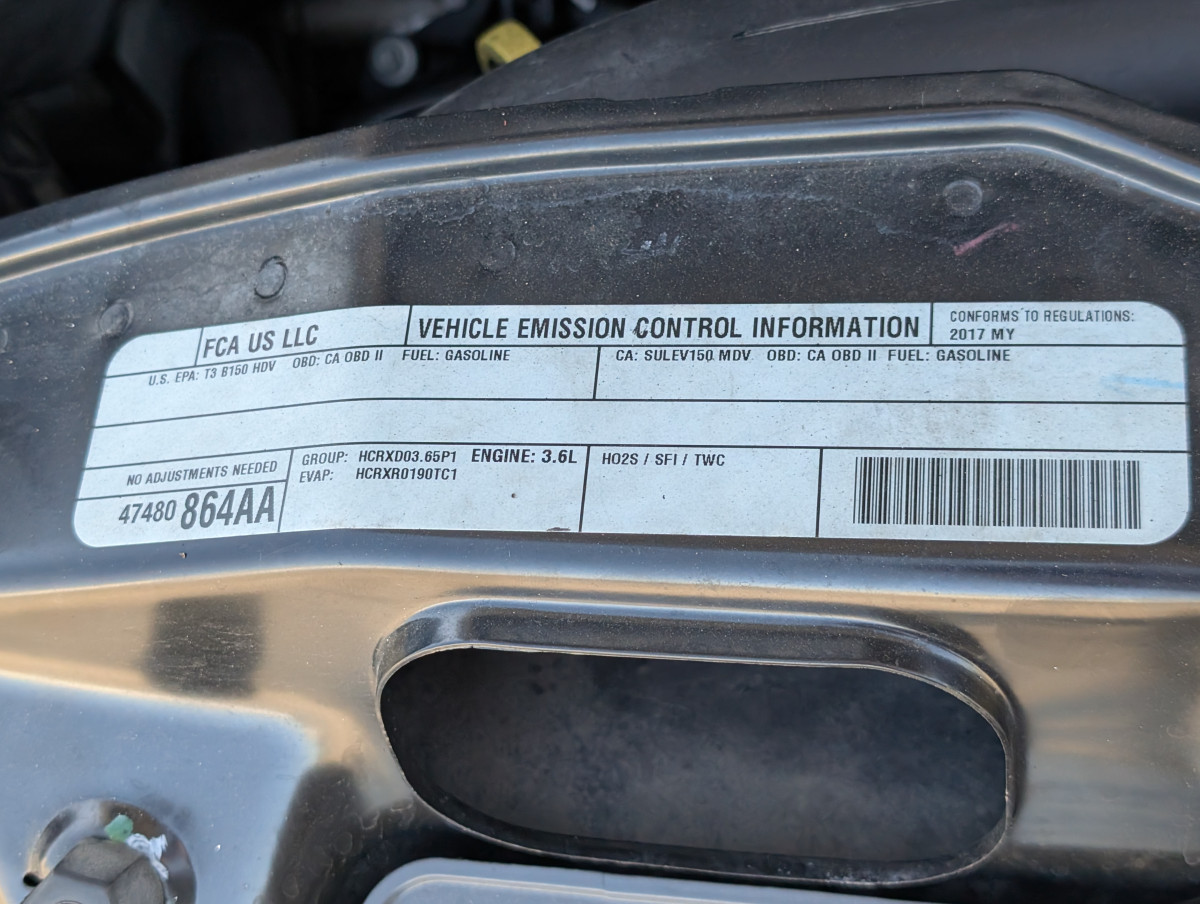 FCA US LLC
VEHICLE EMISSION CONTROL INFORMATION
CONFORMS TO REGULATIONS:
2017 MY
U.S. EPA: T3 B150 HDV OBD: CA OBD II FUEL: GASOLINE
CA: SULEV150 MDV OBD: CA OBD II FUEL: GASOLINE
NO ADJUSTMENTS NEEDED
47480 864AA
GROUP: HCRXD03.65P1 ENGINE: 3.6L
EVAP: HCRXR0190TC1
HO2S / SFI / TWC